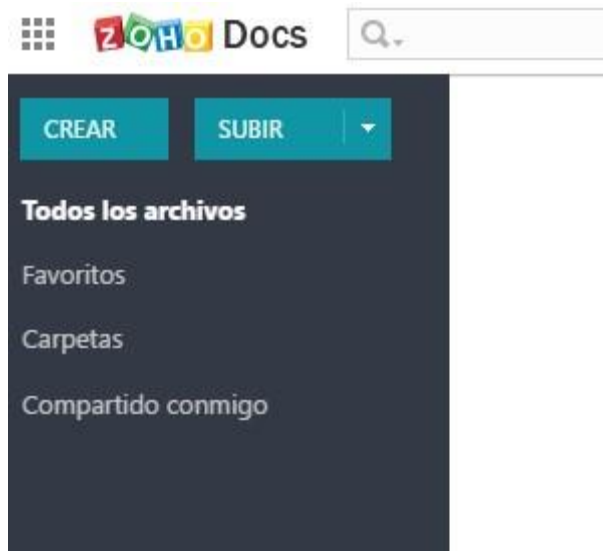 ZOHO Docs
CREAR SUBIR
Todos los archivos
Favoritos
Carpetas
Compartido conmigo